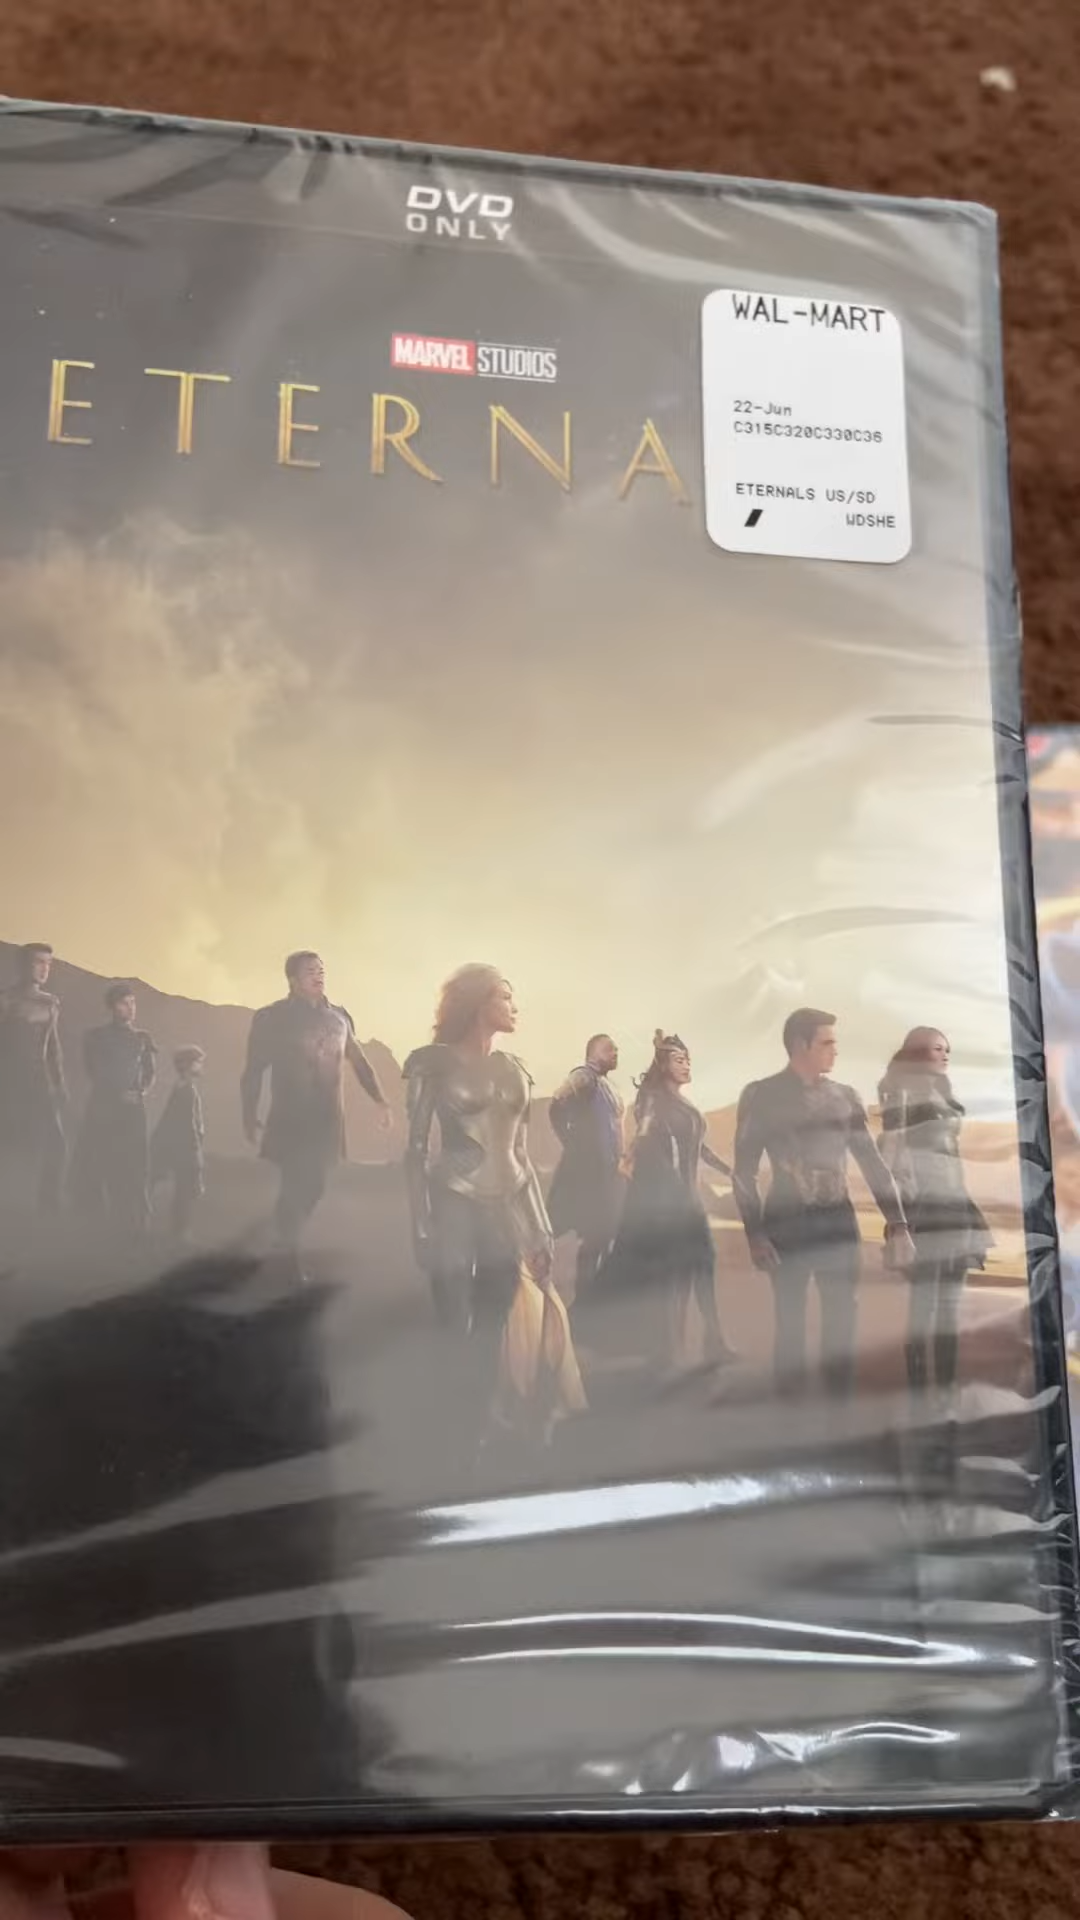 DVD
ONLY
MARVEL STUDIOS
ETERNA
WAL-MART
22-Jun
C315C320C330C36
ETERNALS US/SD
WDSHE